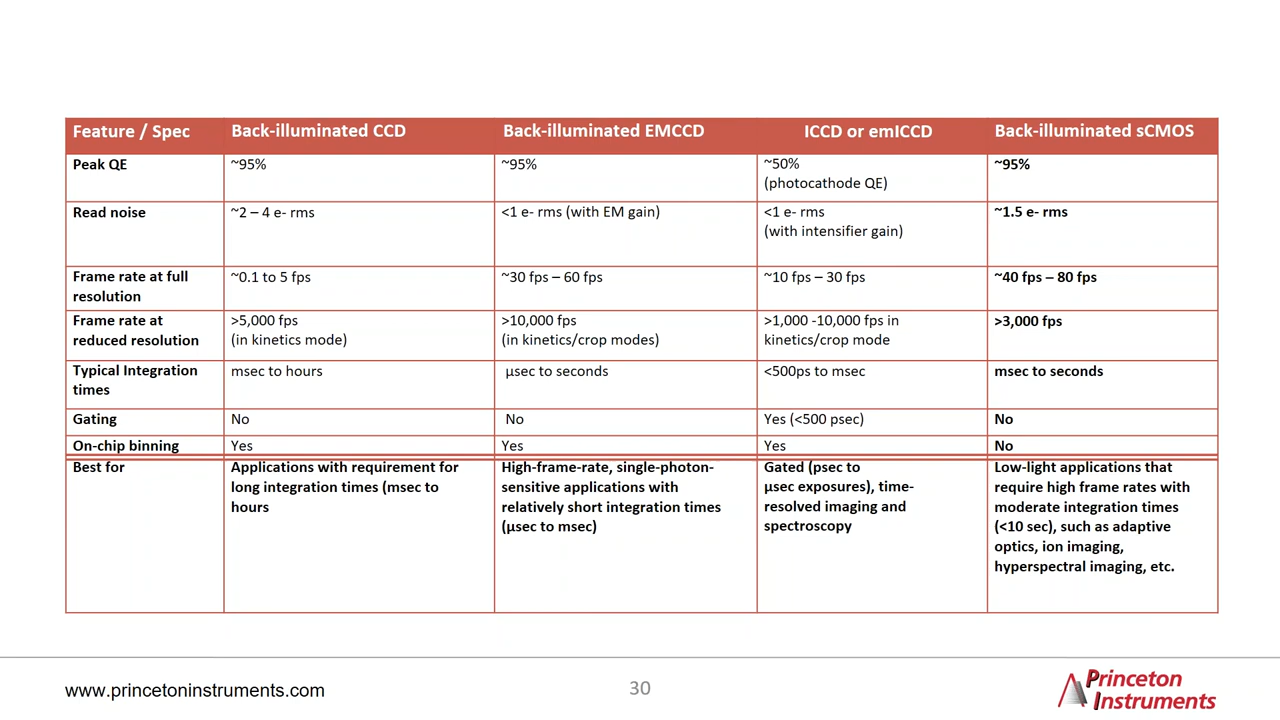 Feature / Spec
Back-illuminated CCD
Back-illuminated EMCCD
ICCD or emICCD
Back-illuminated sCMOS
Peak QE
~95%
~95%
~50%
(photocathode QE)
~95%
Read noise
~2 – 4 e- rms
<1 e- rms (with EM gain)
<1 e- rms
(with intensifier gain)
~1.5 e- rms
Frame rate at full
resolution
~0.1 to 5 fps
~30 fps – 60 fps
~10 fps – 30 fps
~40 fps – 80 fps
Frame rate at
reduced resolution
>5,000 fps
(in kinetics mode)
>10,000 fps
(in kinetics/crop modes)
>1,000 -10,000 fps in
kinetics/crop mode
>3,000 fps
Typical Integration
times
msec to hours
µsec to seconds
<500ps to msec
msec to seconds
Gating
No
No
Yes (<500 psec)
No
On-chip binning
Yes
Yes
Yes
No
Best for
Applications with requirement for
long integration times (msec to
hours
High-frame-rate, single-photon-
sensitive applications with
relatively short integration times
(µsec to msec)
Gated (psec to
µsec exposures), time-
resolved imaging and
spectroscopy
Low-light applications that
require high frame rates with
moderate integration times
(<10 sec), such as adaptive
optics, ion imaging,
hyperspectral imaging, etc.
www.princetoninstruments.com
30
Princeton
Instruments